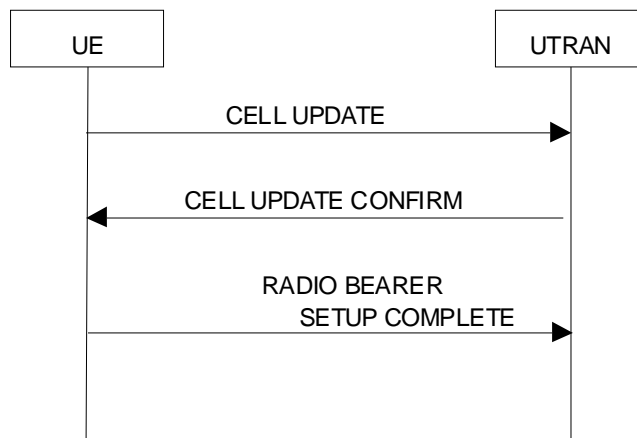 UE
UTRAN
CELL UPDATE
CELL UPDATE CONFIRM
RADIO BEARER
SETUP COMPLETE